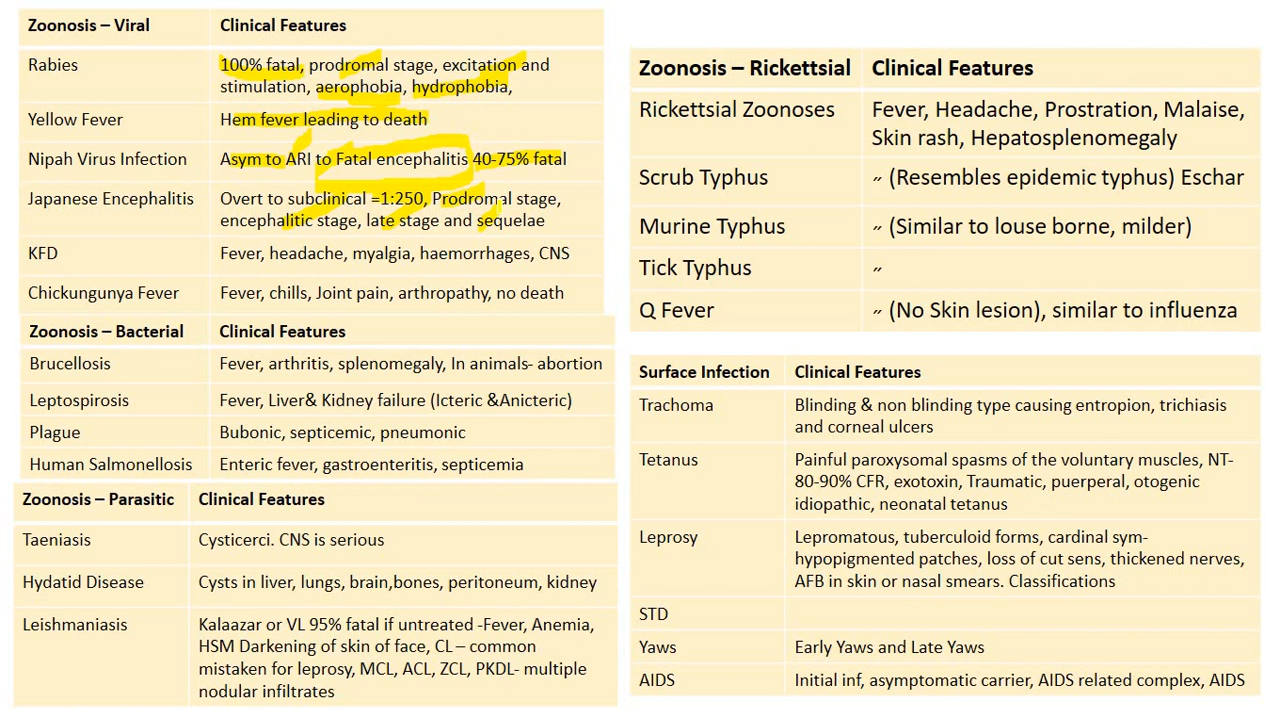 Zoonosis – Viral Clinical Features
Rabies 100% fatal, prodromal stage, excitation and
stimulation, aerophobia, hydrophobia,
Yellow Fever Hem fever leading to death
Nipah Virus Infection Asym to ARI to Fatal encephalitis 40-75% fatal
Japanese Encephalitis Overt to subclinical =1:250, Prodromal stage,
encephalitic stage, late stage and sequelae
KFD Fever, headache, myalgia, haemorrhages, CNS
Chickungunya Fever Fever, chills, Joint pain, arthropathy, no death
Zoonosis – Bacterial Clinical Features
Brucellosis Fever, arthritis, splenomegaly, In animals- abortion
Leptospirosis Fever, Liver& Kidney failure (Icteric &Anicteric)
Plague Bubonic, septicemic, pneumonic
Human Salmonellosis Enteric fever, gastroenteritis, septicemia
Zoonosis – Parasitic Clinical Features
Taeniasis Cysticerci. CNS is serious
Hydatid Disease Cysts in liver, lungs, brain,bones, peritoneum, kidney
Leishmaniasis Kalaazar or VL 95% fatal if untreated -Fever, Anemia,
HSM Darkening of skin of face, CL – common
mistaken for leprosy, MCL, ACL, ZCL, PKDL- multiple
nodular infiltrates
Zoonosis – Rickettsial Clinical Features
Rickettsial Zoonoses Fever, Headache, Prostration, Malaise,
Skin rash, Hepatosplenomegaly
Scrub Typhus ״ (Resembles epidemic typhus) Eschar
Murine Typhus ״ (Similar to louse borne, milder)
Tick Typhus ״
Q Fever ״ (No Skin lesion), similar to influenza
Surface Infection Clinical Features
Trachoma Blinding & non blinding type causing entropion, trichiasis
and corneal ulcers
Tetanus Painful paroxysomal spasms of the voluntary muscles, NT-
80-90% CFR, exotoxin, Traumatic, puerperal, otogenic
idiopathic, neonatal tetanus
Leprosy Lepromatous, tuberculoid forms, cardinal sym-
hypopigmented patches, loss of cut sens, thickened nerves,
AFB in skin or nasal smears. Classifications
STD
Yaws Early Yaws and Late Yaws
AIDS Initial inf, asymptomatic carrier, AIDS related complex, AIDS